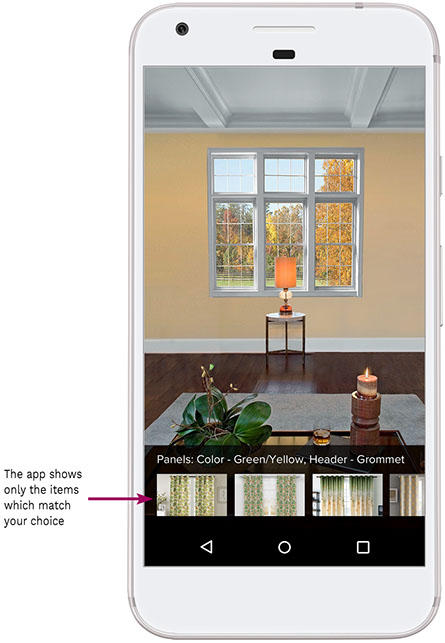 Panels: Color - Green/Yellow, Header - Grommet
The app shows
only the items
which match
your choice